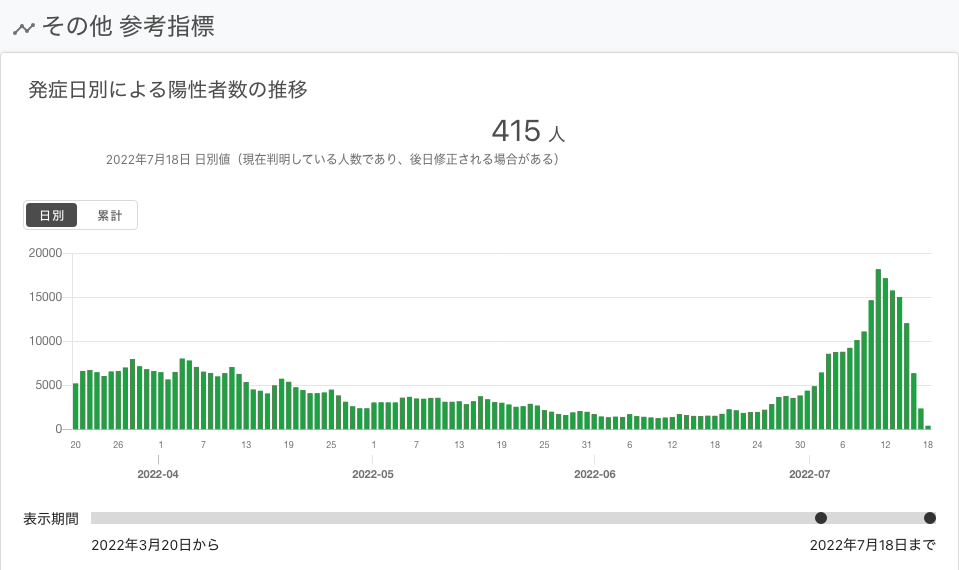 その他 参考指標
発症日別による陽性者数の推移
415 人
2022年7月18日 日別値（現在判明している人数であり、後日修正される場合がある）
日別 累計
20000
15000
10000
5000
0
20 26 1 7 13 19 25 1 7 13 19 25 31 6 12 18 24 30 6 12 18
2022-04 2022-05 2022-06 2022-07
表示期間
2022年3月20日から 2022年7月18日まで